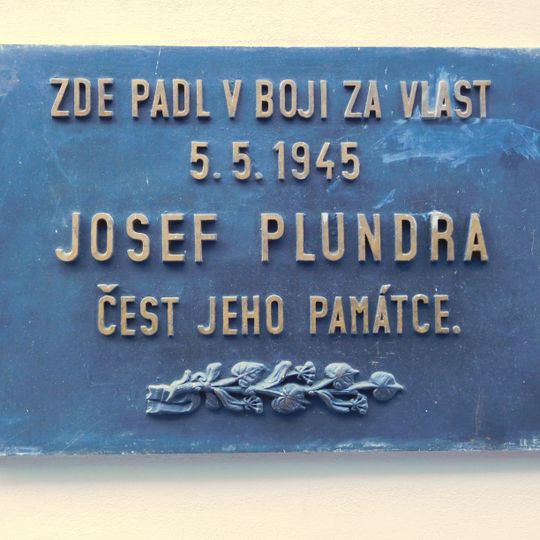 ZDE PADL V BOJI ZA VLAST
5. 5. 1945
JOSEF PLUNDRA
ČEST JEHO PAMÁTCE.